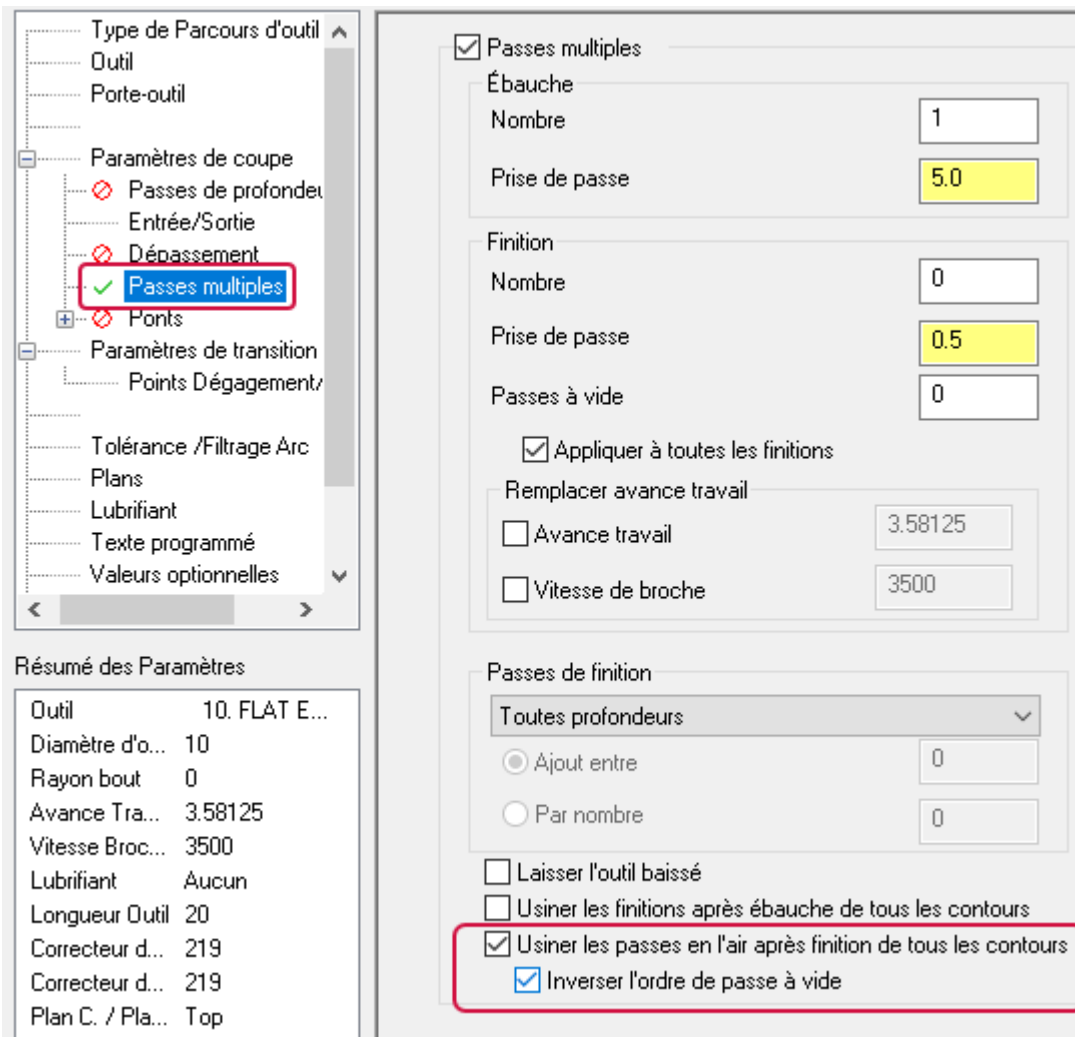 Type de Parcours d'outil
Outil
Porte-outil
Paramètres de coupe
Passes de profondeu
Entrée/Sortie
Dépassement
Passes multiples
Ponts
Paramètres de transition
Points Dégagement/
Tolérance /Filtrage Arc
Plans
Lubrifiant
Texte programmé
Valeurs optionnelles
Résumé des Paramètres
Outil 10. FLAT E...
Diamètre d'o... 10
Rayon bout 0
Avance Tra... 3.58125
Vitesse Broc... 3500
Lubrifiant Aucun
Longueur Outil 20
Correcteur d... 219
Correcteur d... 219
Plan C. / Pla... Top
Passes multiples
Ébauche
Nombre 1
Prise de passe 5.0
Finition
Nombre 0
Prise de passe 0.5
Passes à vide 0
Appliquer à toutes les finitions
Remplacer avance travail
Avance travail 3.58125
Vitesse de broche 3500
Passes de finition
Toutes profondeurs
Ajout entre 0
Par nombre 0
Laisser l'outil baissé
Usiner les finitions après ébauche de tous les contours
Usiner les passes en l'air après finition de tous les contours
Inverser l'ordre de passe à vide